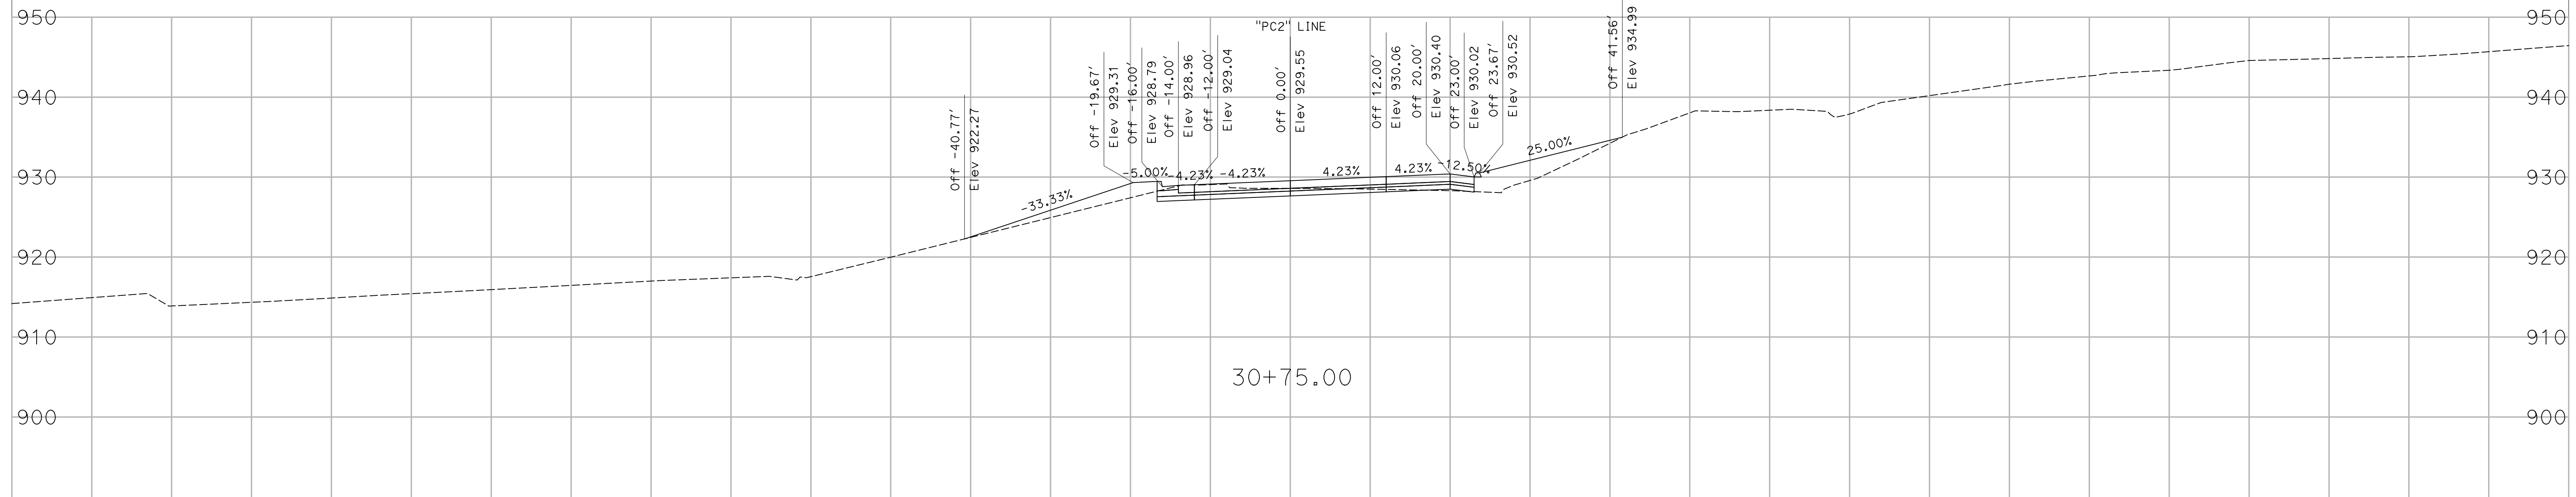 950
950
"PC2" LINE
Off -40.77'
Elev 922.27
Off -19.67'
Elev 929.31
Off -16.00'
Elev 928.79
Off -14.00'
Elev 928.96
Off -12.00'
Elev 929.04
Off 0.00'
Elev 929.55
Off 12.00'
Elev 930.06
Off 20.00'
Elev 930.40
Off 23.00'
Elev 930.02
Off 23.67'
Elev 930.52
Off 41.56'
Elev 934.99
940
940
-33.33%
-5.00%
-4.23%
-4.23%
4.23%
4.23%
-12.50%
25.00%
930
930
920
920
910
910
30+75.00
900
900